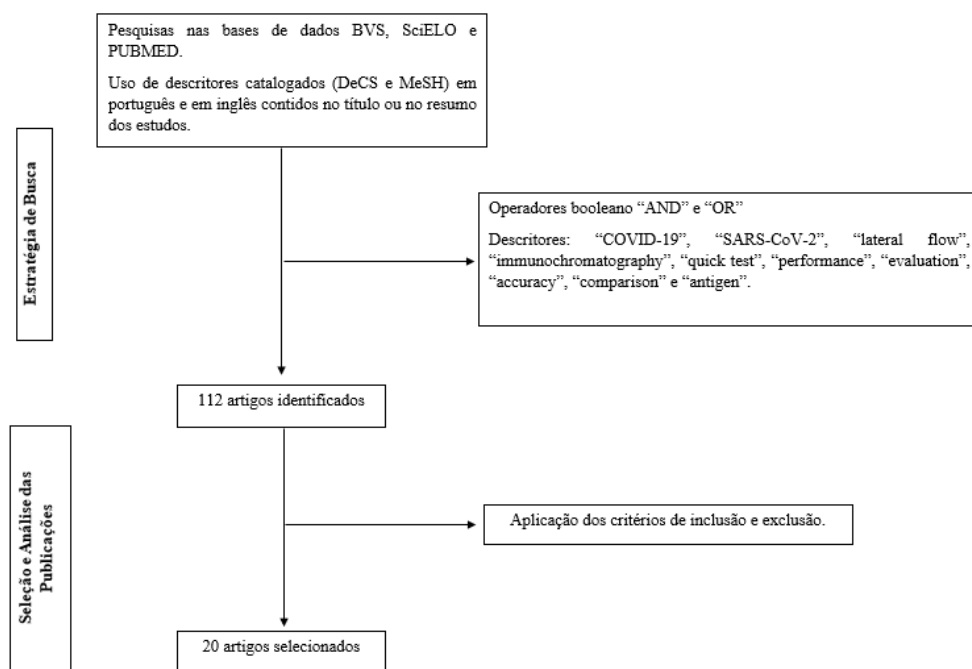 Pesquisas nas bases de dados BVS, SciELO e
PUBMED.
Uso de descritores catalogados (DeCS e MeSH) em
português e em inglês contidos no título ou no resumo
dos estudos.
Estratégia de Busca
Operadores booleano “AND” e “OR”
Descritores: “COVID-19”, “SARS-CoV-2”, “lateral flow”,
“immunochromatography”, “quick test”, “performance”, “evaluation”,
“accuracy”, “comparison” e “antigen”.
112 artigos identificados
Seleção e Análise das
Publicações
Aplicação dos critérios de inclusão e exclusão.
20 artigos selecionados